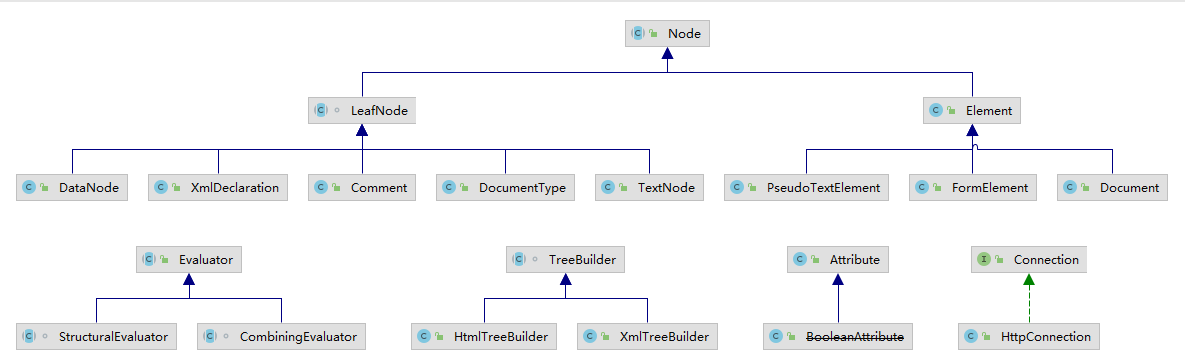 Node
LeafNode Element
DataNode XmlDeclaration Comment DocumentType TextNode PseudoTextElement FormElement Document
Evaluator TreeBuilder Attribute Connection
StructuralEvaluator CombiningEvaluator HtmlTreeBuilder XmlTreeBuilder BooleanAttribute HttpConnection